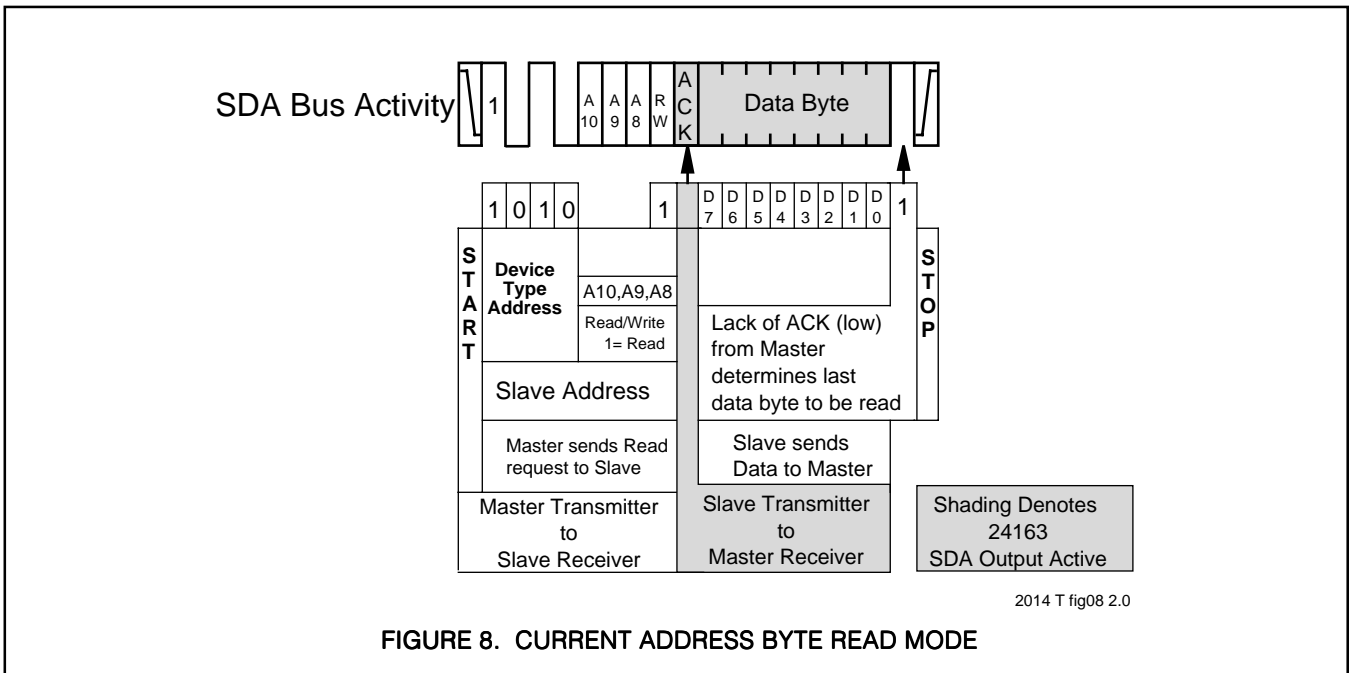 SDA Bus Activity
1
A
10
A
9
A
8
R
W
A
C
K
Data Byte
1 0 1 0
1
D
7
D
6
D
5
D
4
D
3
D
2
D
1
D
0
1
S
T
A
R
T
Device
Type
Address
A10,A9,A8
Read/Write
1= Read
Slave Address
Master sends Read
request to Slave
Master Transmitter
to
Slave Receiver
Lack of ACK (low)
from Master
determines last
data byte to be read
Slave sends
Data to Master
Slave Transmitter
to
Master Receiver
S
T
O
P
Shading Denotes
24163
SDA Output Active
2014 T fig08 2.0
FIGURE 8. CURRENT ADDRESS BYTE READ MODE